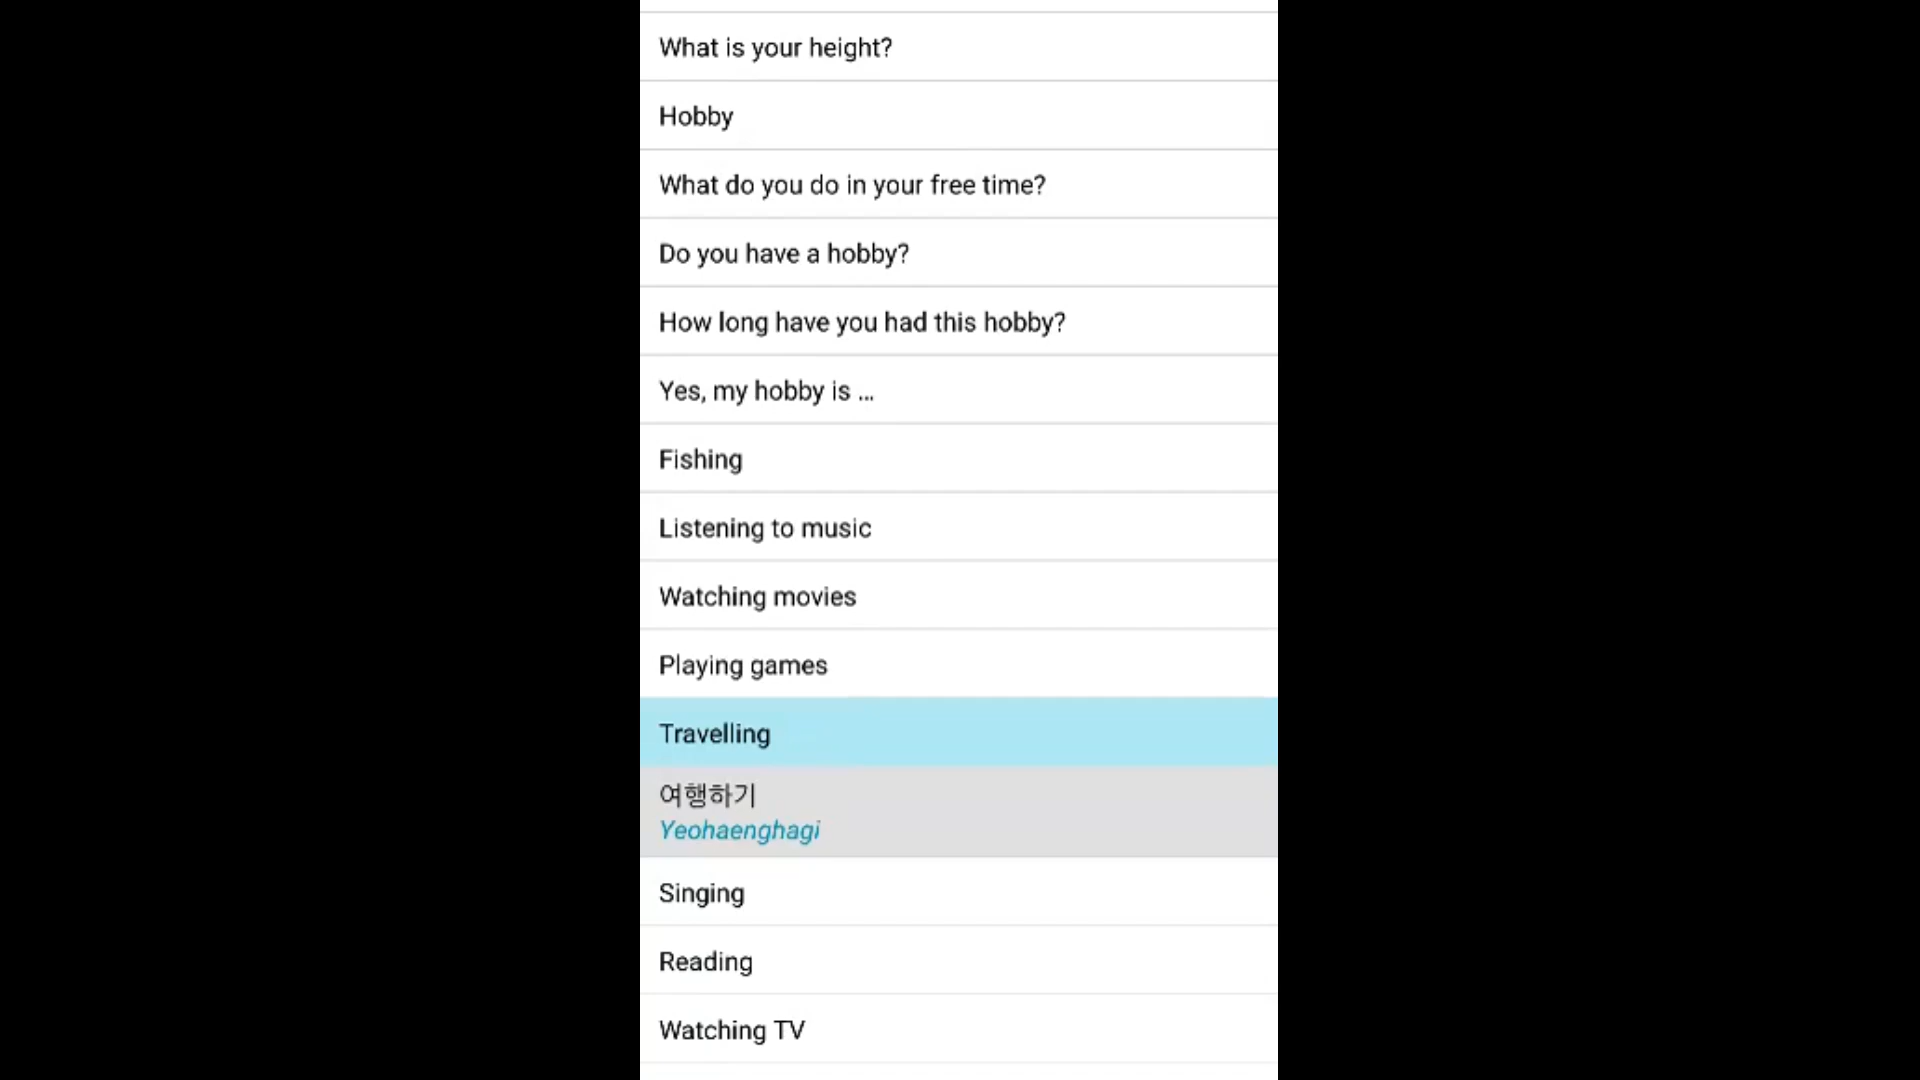 What is your height?
Hobby
What do you do in your free time?
Do you have a hobby?
How long have you had this hobby?
Yes, my hobby is ...
Fishing
Listening to music
Watching movies
Playing games
Travelling
여행하기
Yeohaenghagi
Singing
Reading
Watching TV